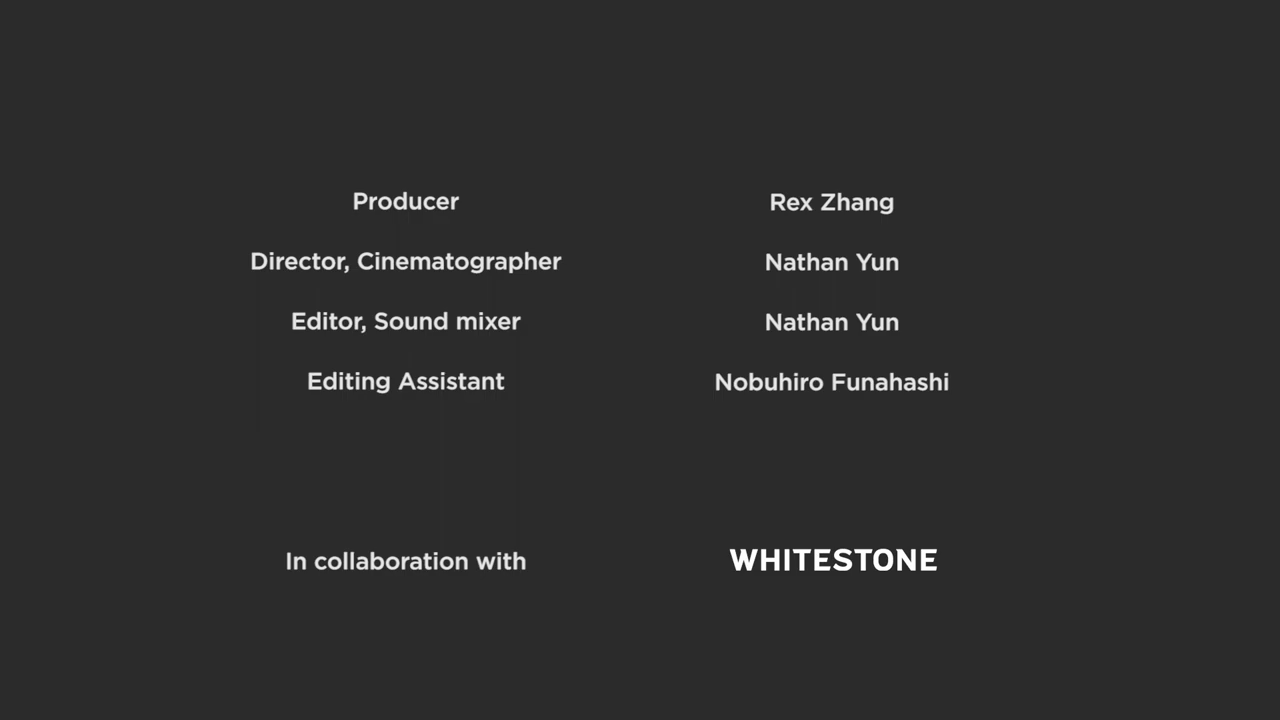 Producer Rex Zhang
Director, Cinematographer Nathan Yun
Editor, Sound mixer Nathan Yun
Editing Assistant Nobuhiro Funahashi
In collaboration with WHITESTONE